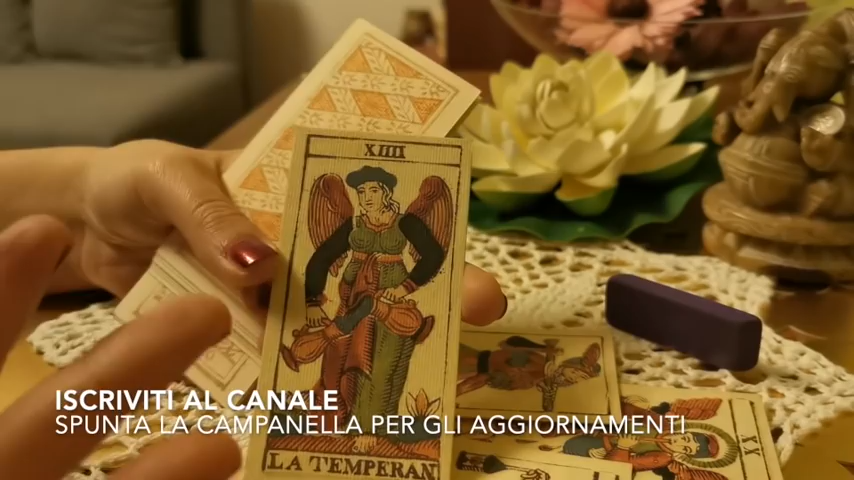 XIIII
LA TEMPERAN
XX
ISCRIVITI AL CANALE
SPUNTA LA CAMPANELLA PER GLI AGGIORNAMENTI